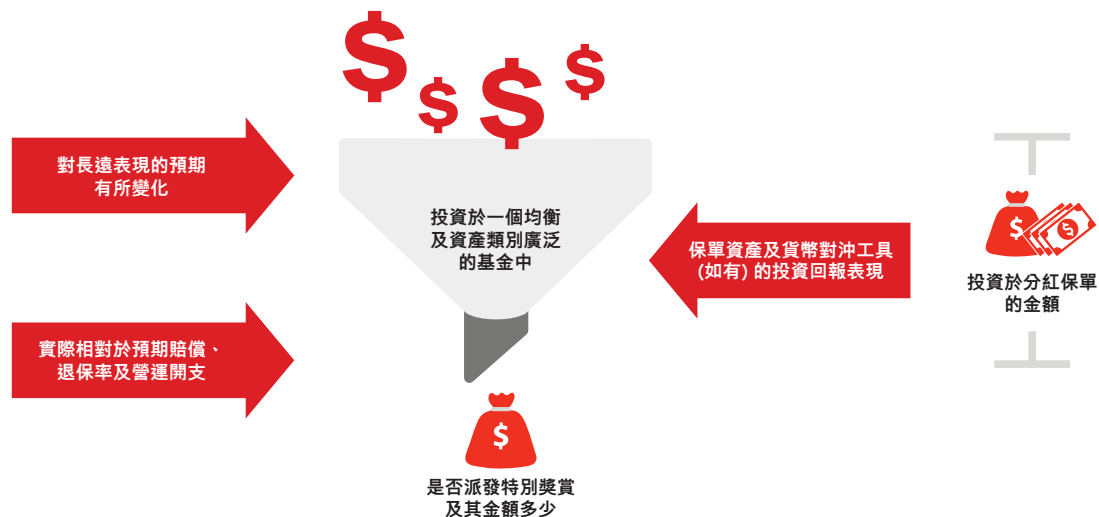 $ $ $ $
對長遠表現的預期
有所變化
投資於一個均衡
及資產類別廣泛
的基金中
保單資產及貨幣對沖工具
(如有) 的投資回報表現
$
投資於分紅保單
的金額
實際相對於預期賠償、
退保率及營運開支
$
是否派發特別獎賞
及其金額多少